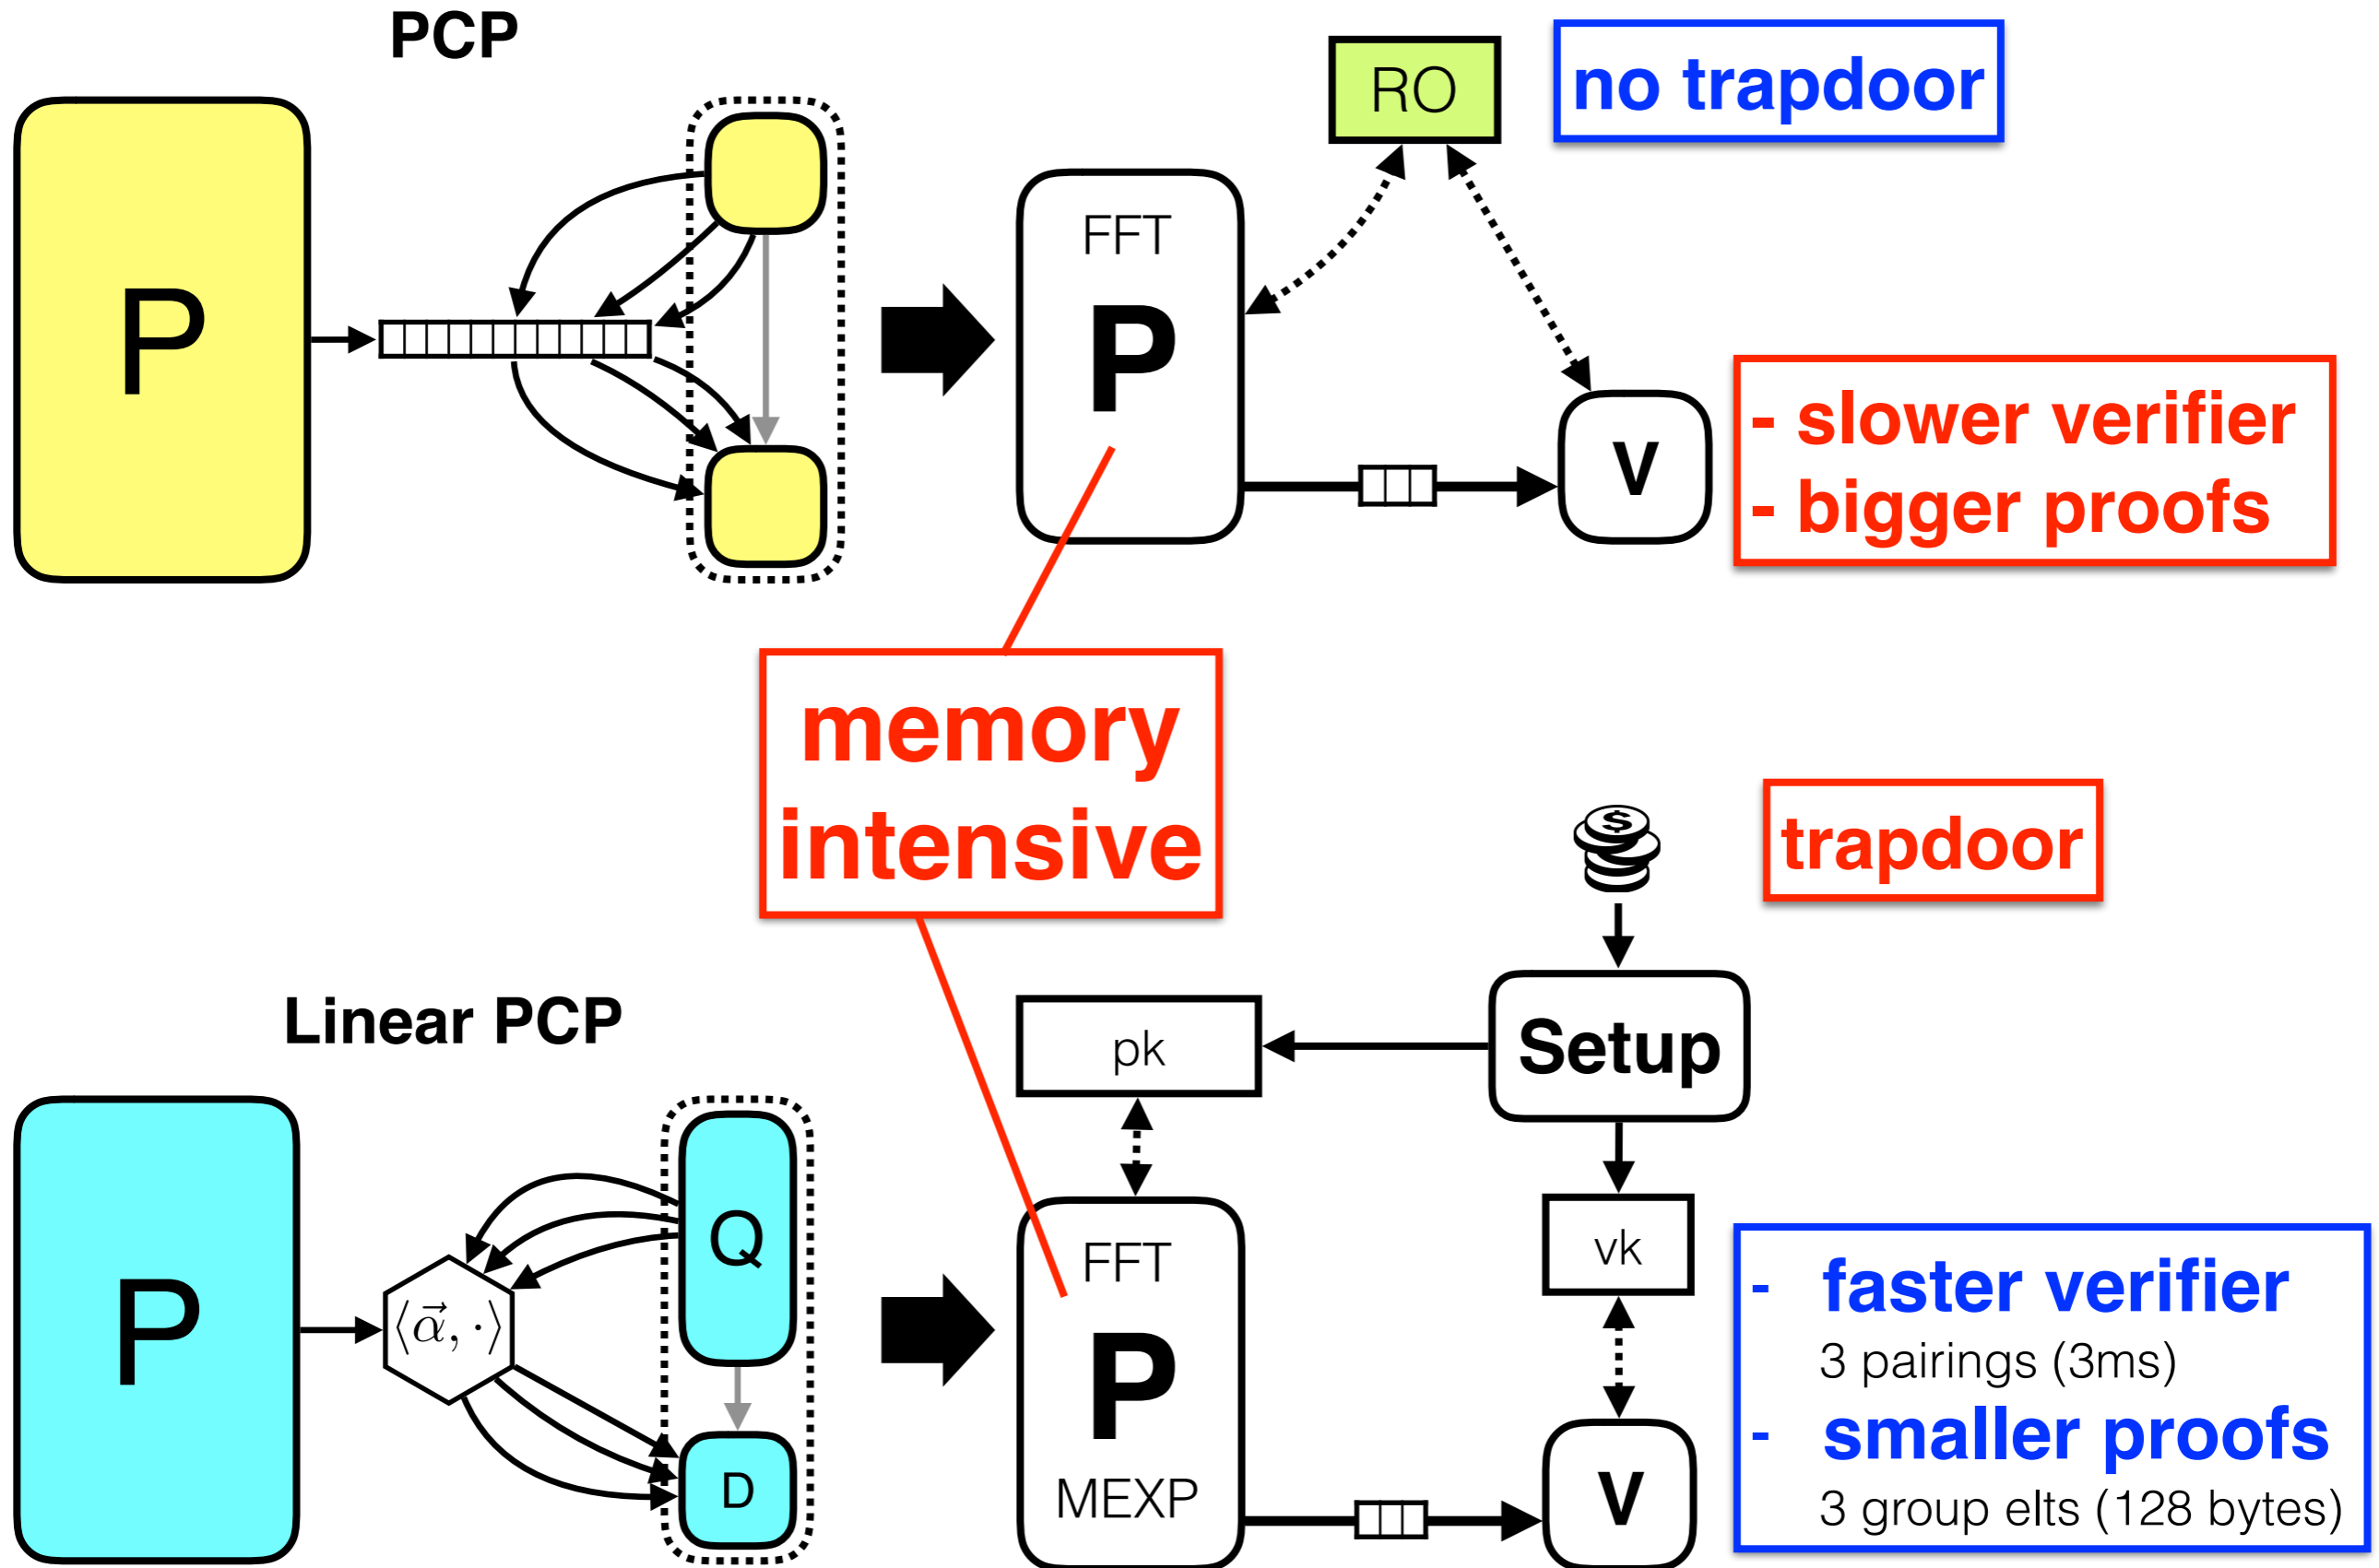 PCP
P
RO
no trapdoor
FFT
P
V
- slower verifier
- bigger proofs
memory
intensive
$
trapdoor
Linear PCP
P
⟨α⃗, ·⟩
Q
D
pk
Setup
vk
FFT
P
MEXP
V
- faster verifier
3 pairings (3ms)
- smaller proofs
3 group elts (128 bytes)